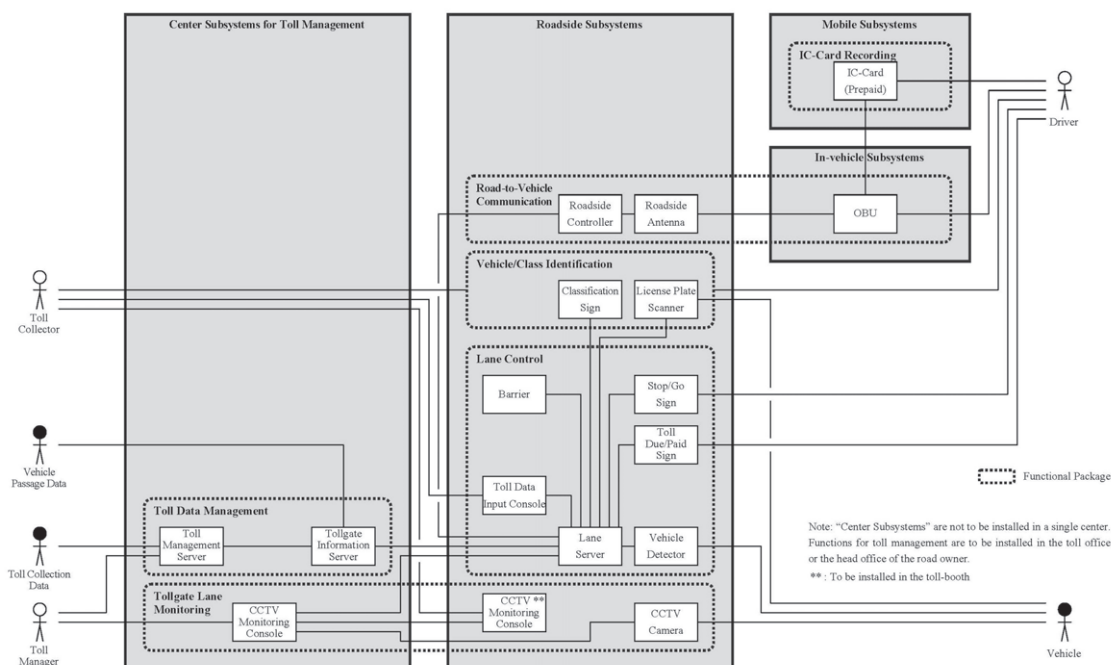 Center Subsystems for Toll Management
Roadside Subsystems
Mobile Subsystems
IC-Card Recording
IC-Card
(Prepaid)
Driver
In-vehicle Subsystems
Road-to-Vehicle
Communication
Roadside
Controller
Roadside
Antenna
OBU
Vehicle/Class Identification
Classification
Sign
License Plate
Scanner
Toll
Collector
Lane Control
Barrier
Stop/Go
Sign
Toll
Due/Paid
Sign
Vehicle
Passage Data
Toll Data
Input Console
Functional Package
Toll Data Management
Toll
Management
Server
Tollgate
Information
Server
Lane
Server
Vehicle
Detector
Toll Collection
Data
Note: “Center Subsystems” are not to be installed in a single center.
Functions for toll management are to be installed in the toll office
or the head office of the road owner.
** : To be installed in the toll-booth
Tollgate Lane
Monitoring
CCTV
Monitoring
Console
CCTV **
Monitoring
Console
CCTV
Camera
Toll
Manager
Vehicle